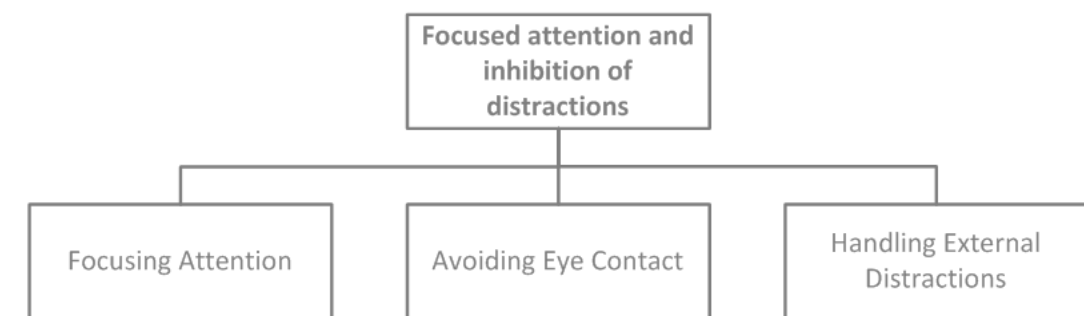 Focused attention and
inhibition of
distractions
Focusing Attention
Avoiding Eye Contact
Handling External
Distractions